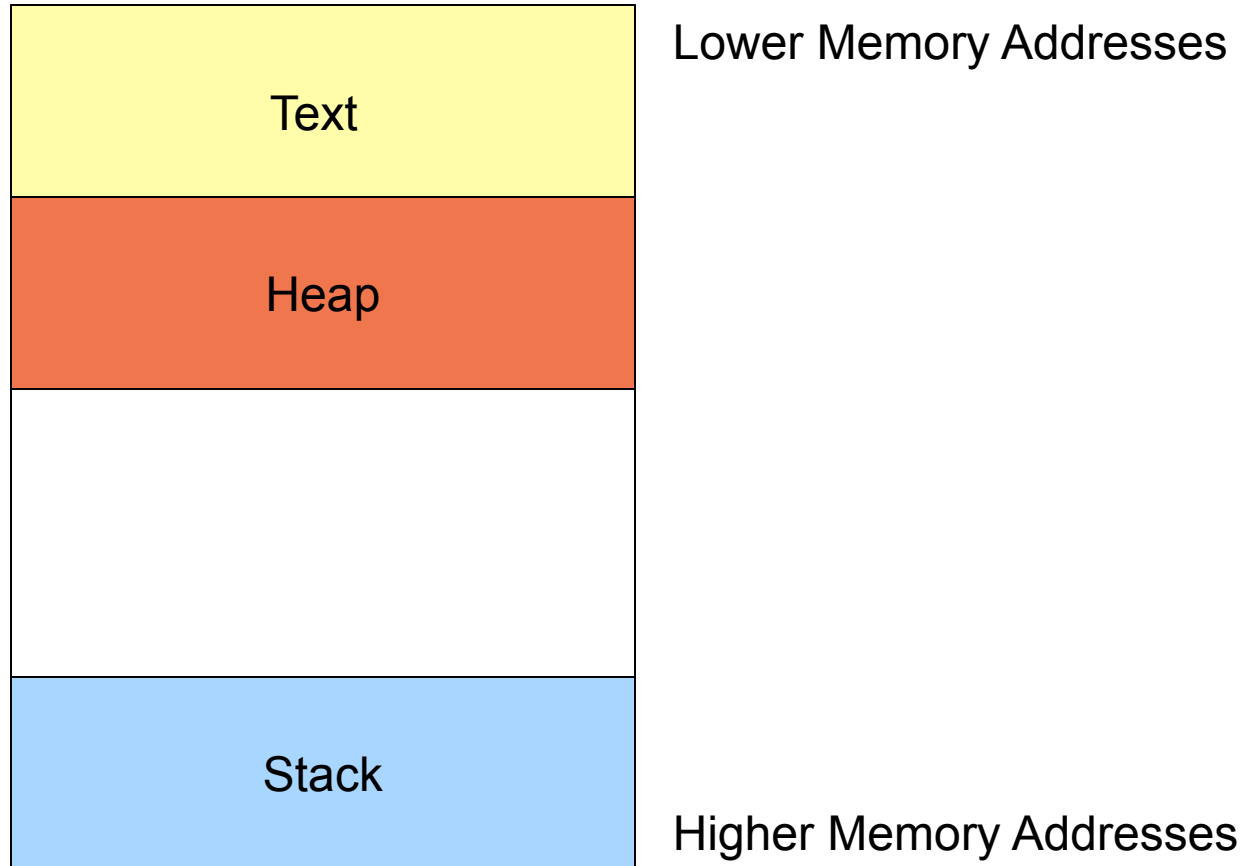 Lower Memory Addresses
Text
Heap
Stack
Higher Memory Addresses